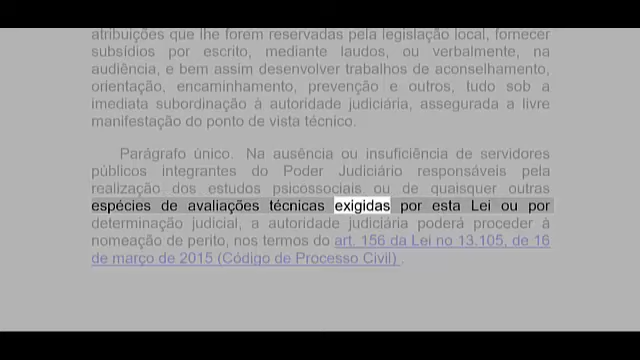 atribuições que lhe forem reservadas pela legislação local, fornecer
subsídios por escrito, mediante laudos, ou verbalmente, na
audiência, e bem assim desenvolver trabalhos de aconselhamento,
orientação, encaminhamento, prevenção e outros, tudo sob a
imediata subordinação à autoridade judiciária, assegurada a livre
manifestação do ponto de vista técnico.
Parágrafo único. Na ausência ou insuficiência de servidores
públicos integrantes do Poder Judiciário responsáveis pela
realização dos estudos psicossociais ou de quaisquer outras
espécies de avaliações técnicas exigidas por esta Lei ou por
determinação judicial, a autoridade judiciária poderá proceder à
nomeação de perito, nos termos do art. 156 da Lei no 13.105, de 16
de março de 2015 (Código de Processo Civil) .